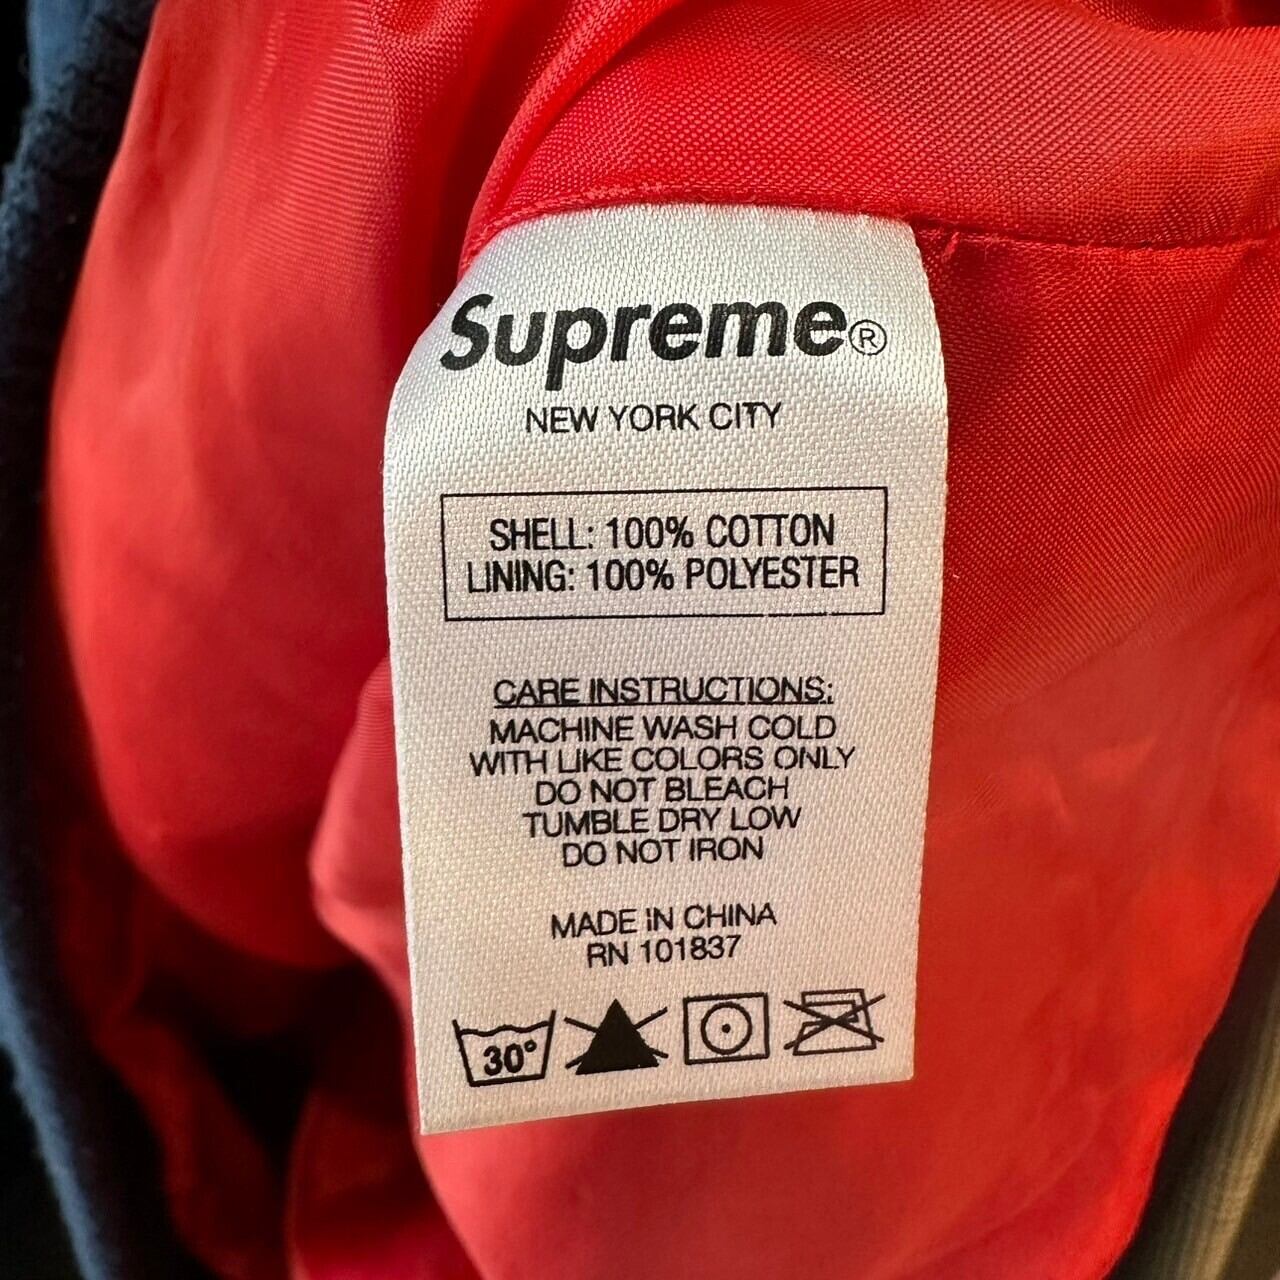 Supreme®
NEW YORK CITY
SHELL: 100% COTTON
LINING: 100% POLYESTER
CARE INSTRUCTIONS:
MACHINE WASH COLD
WITH LIKE COLORS ONLY
DO NOT BLEACH
TUMBLE DRY LOW
DO NOT IRON
MADE IN CHINA
RN 101837
30°